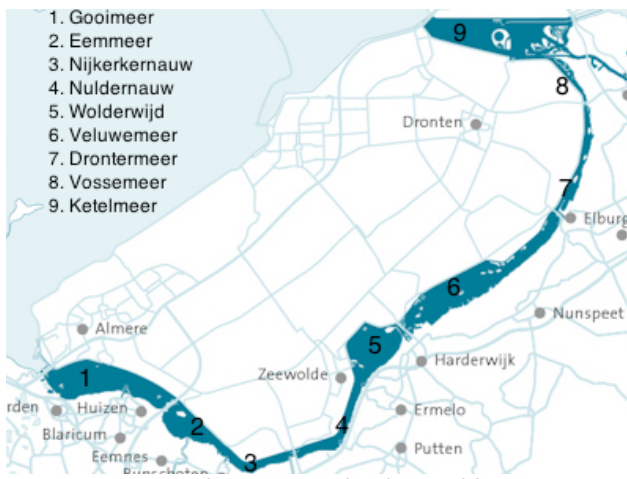 1. Gooimeer
2. Eemmeer
3. Nijkerkernauw
4. Nuldernauw
5. Wolderwijd
6. Veluwemeer
7. Drontermeer
8. Vossemeer
9. Ketelmeer
9
8
Dronten
7
Elburg
6
Nunspeet
Almere
5
Harderwijk
Zeewolde
1
rden
Huizen
Ermelo
2
4
Blaricum
Putten
Eemnes
3
Bunschoten